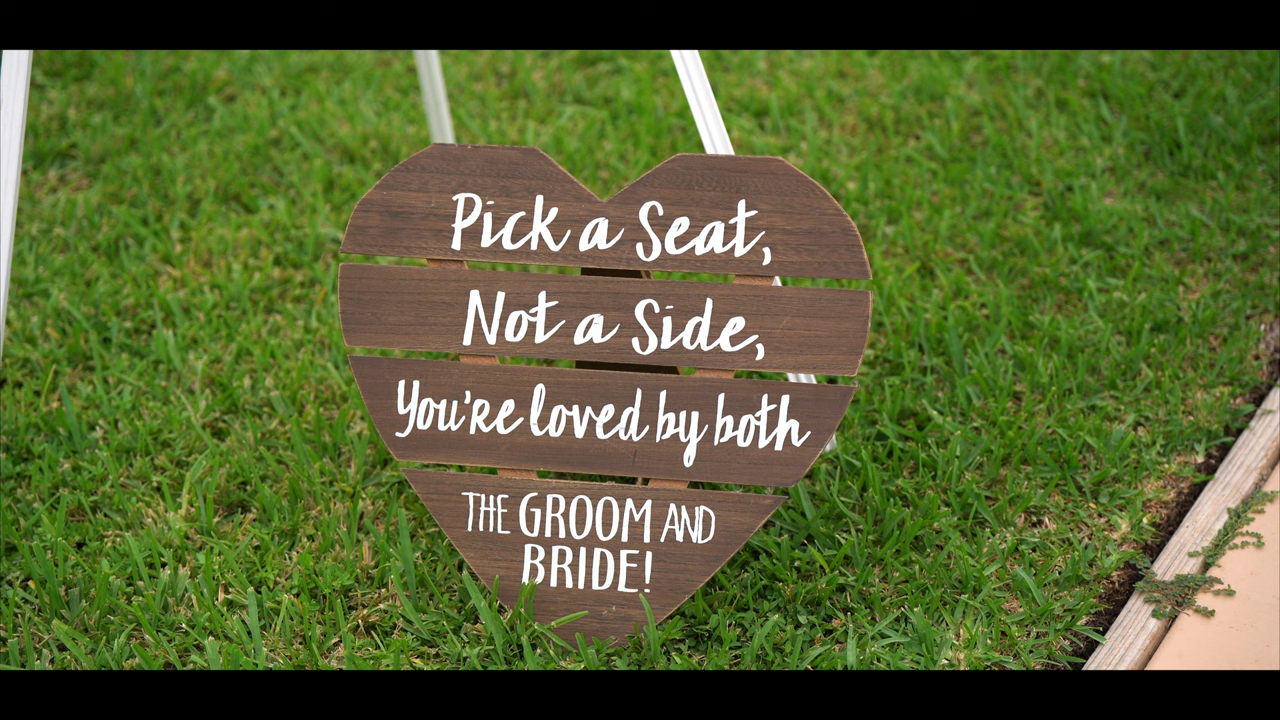 Pick a Seat,
Not a Side,
You're loved by both
THE GROOM AND
BRIDE!